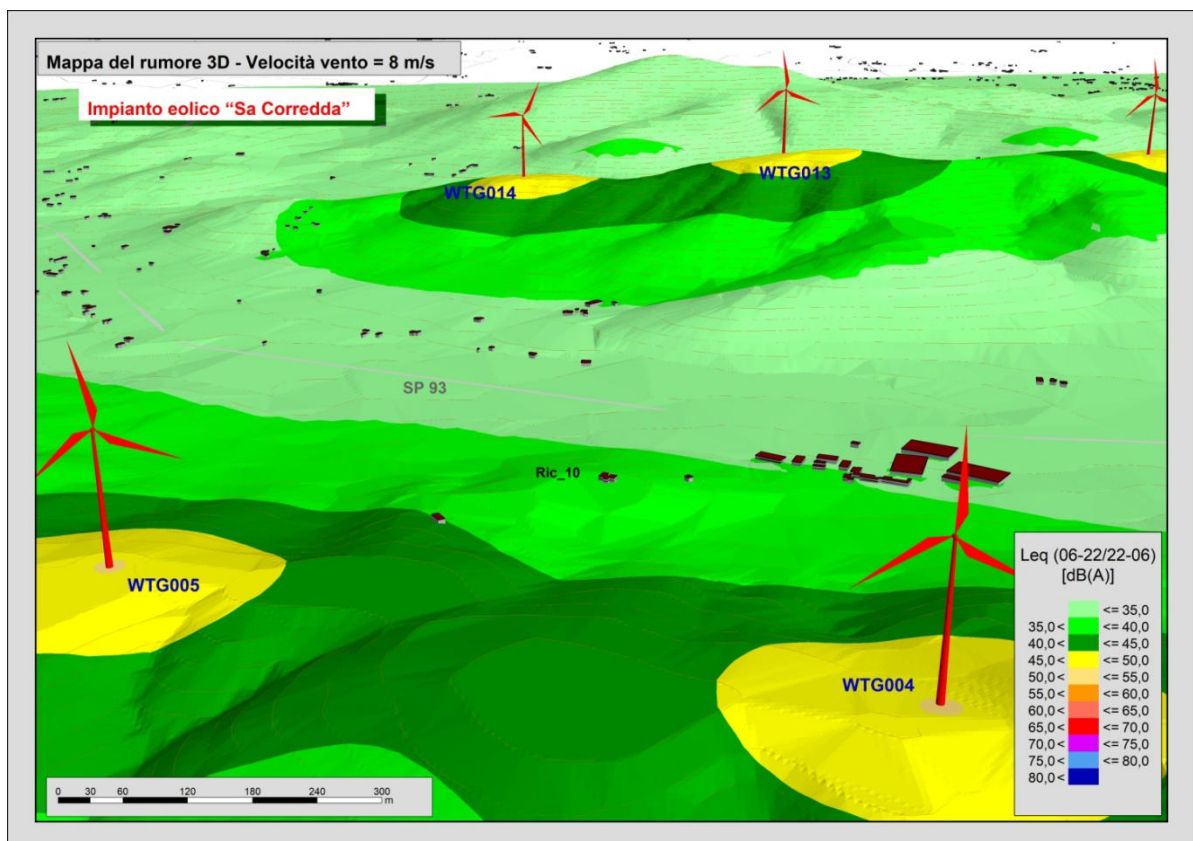 Mappa del rumore 3D - Velocità vento = 8 m/s
Impianto eolico “Sa Corredda”
WTG014
WTG013
SP 93
Ric_10
WTG005
WTG004
Leq (06-22/22-06)
[dB(A)]
<= 35,0
35,0 < <= 40,0
40,0 < <= 45,0
45,0 < <= 50,0
50,0 < <= 55,0
55,0 < <= 60,0
60,0 < <= 65,0
65,0 < <= 70,0
70,0 < <= 75,0
75,0 < <= 80,0
80,0 <
0 30 60 120 180 240 300
m